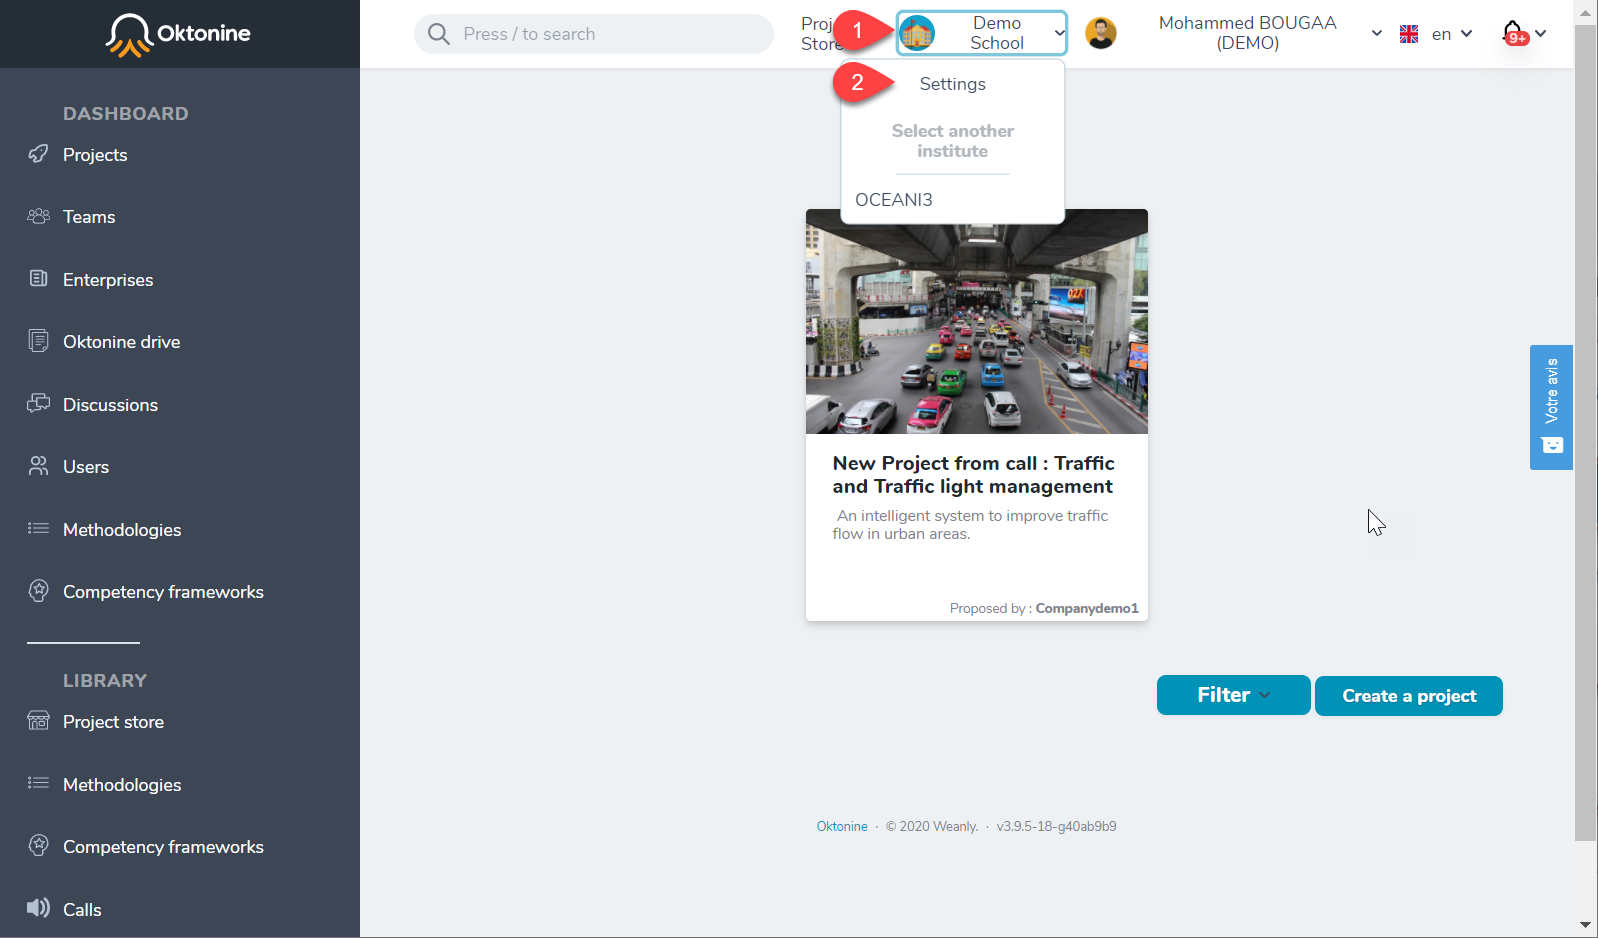 Oktonine
Press / to search
Store
1
Demo
School
Mohammed BOUGAA
(DEMO)
en
9+
2
Settings
Select another
institute
OCEANI3
DASHBOARD
Projects
Teams
Enterprises
Oktonine drive
Discussions
Users
Methodologies
Competency frameworks
LIBRARY
Project store
Methodologies
Competency frameworks
Calls
New Project from call : Traffic
and Traffic light management
An intelligent system to improve traffic
flow in urban areas.
Proposed by : Companydemo1
Votre avis
Filter
Create a project
Oktonine · © 2020 Weanly. · v3.9.5-18-g40ab9b9